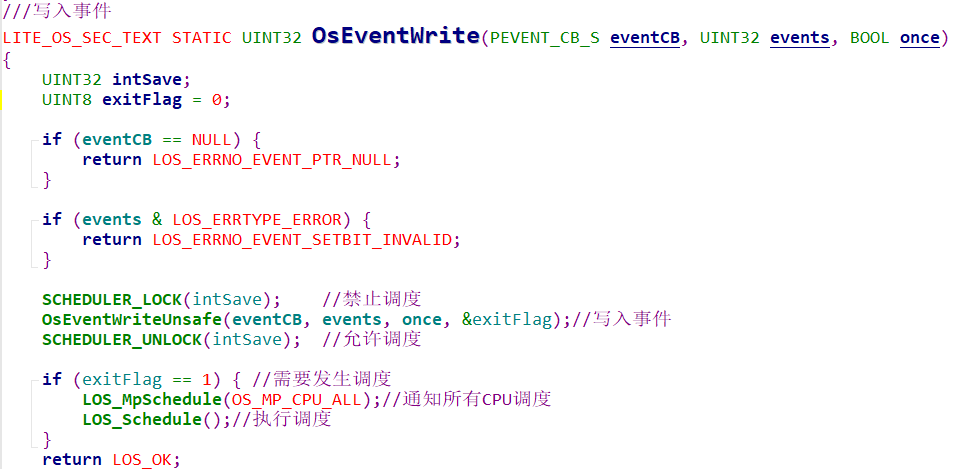 ///写入事件
LITE_OS_SEC_TEXT STATIC UINT32 OsEventWrite(PEVENT_CB_S eventCB, UINT32 events, BOOL once)
{
    UINT32 intSave;
    UINT8 exitFlag = 0;

    if (eventCB == NULL) {
        return LOS_ERRNO_EVENT_PTR_NULL;
    }

    if (events & LOS_ERRTYPE_ERROR) {
        return LOS_ERRNO_EVENT_SETBIT_INVALID;
    }

    SCHEDULER_LOCK(intSave);    //禁止调度
    OsEventWriteUnsafe(eventCB, events, once, &exitFlag);//写入事件
    SCHEDULER_UNLOCK(intSave);  //允许调度

    if (exitFlag == 1) { //需要发生调度
        LOS_MpSchedule(OS_MP_CPU_ALL);//通知所有CPU调度
        LOS_Schedule();//执行调度
    }
    return LOS_OK;